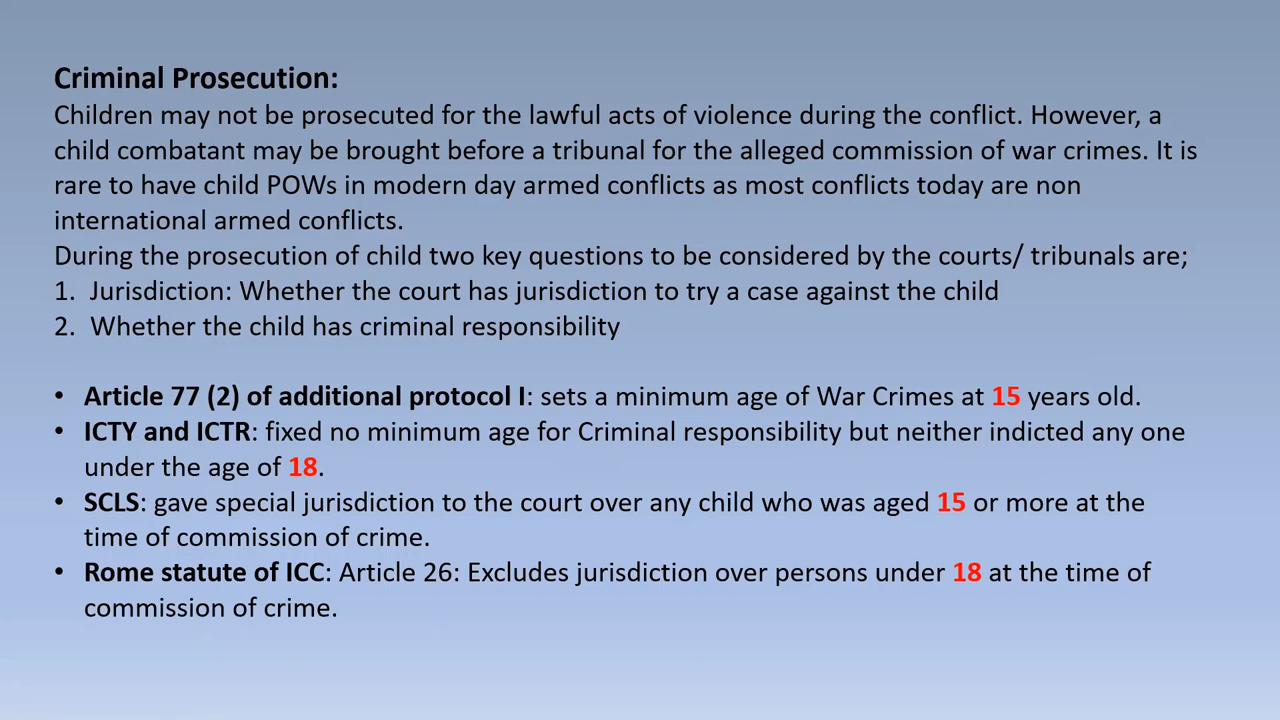 Criminal Prosecution:
Children may not be prosecuted for the lawful acts of violence during the conflict. However, a
child combatant may be brought before a tribunal for the alleged commission of war crimes. It is
rare to have child POWs in modern day armed conflicts as most conflicts today are non
international armed conflicts.
During the prosecution of child two key questions to be considered by the courts/ tribunals are;
1. Jurisdiction: Whether the court has jurisdiction to try a case against the child
2. Whether the child has criminal responsibility
• Article 77 (2) of additional protocol I: sets a minimum age of War Crimes at 15 years old.
• ICTY and ICTR: fixed no minimum age for Criminal responsibility but neither indicted any one
under the age of 18.
• SCLS: gave special jurisdiction to the court over any child who was aged 15 or more at the
time of commission of crime.
• Rome statute of ICC: Article 26: Excludes jurisdiction over persons under 18 at the time of
commission of crime.